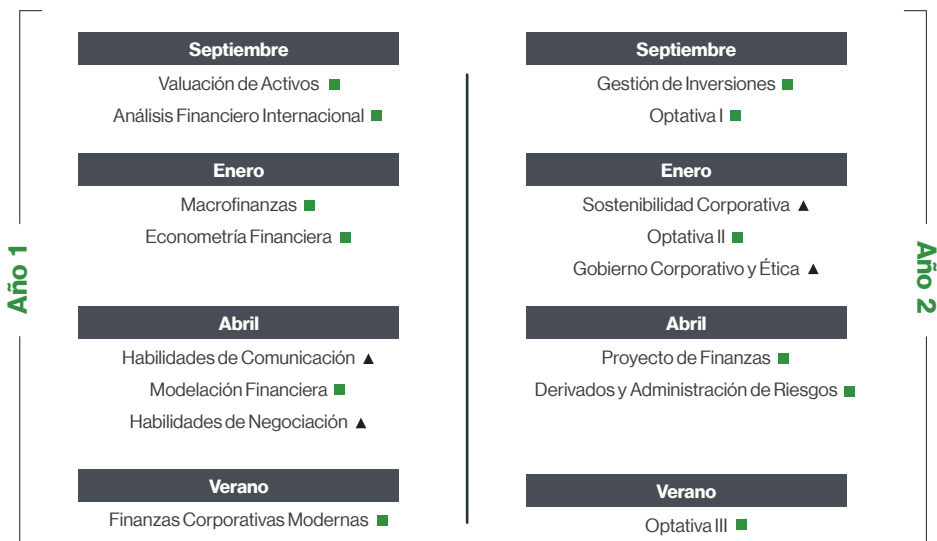 Año 1
Septiembre
Valuación de Activos
Análisis Financiero Internacional
Enero
Macrofinanzas
Econometría Financiera
Abril
Habilidades de Comunicación
Modelación Financiera
Habilidades de Negociación
Verano
Finanzas Corporativas Modernas
Año 2
Septiembre
Gestión de Inversiones
Optativa I
Enero
Sostenibilidad Corporativa
Optativa II
Gobierno Corporativo y Ética
Abril
Proyecto de Finanzas
Derivados y Administración de Riesgos
Verano
Optativa III